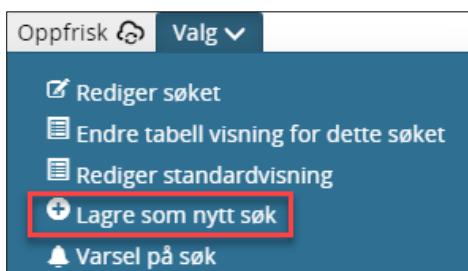 Oppfrisk Valg
Rediger søket
Endre tabell visning for dette søket
Rediger standardvisning
Lagre som nytt søk
Varsel på søk